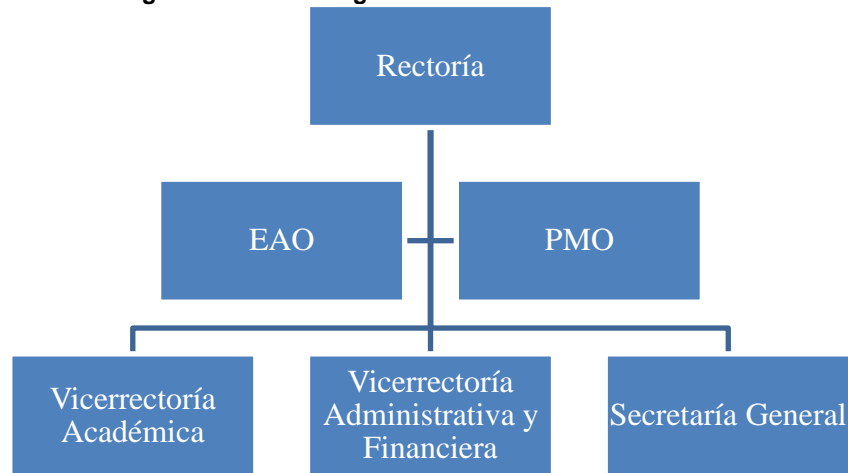 Rectoría
EAO
PMO
Vicerrectoría
Académica
Vicerrectoría
Administrativa y
Financiera
Secretaría General